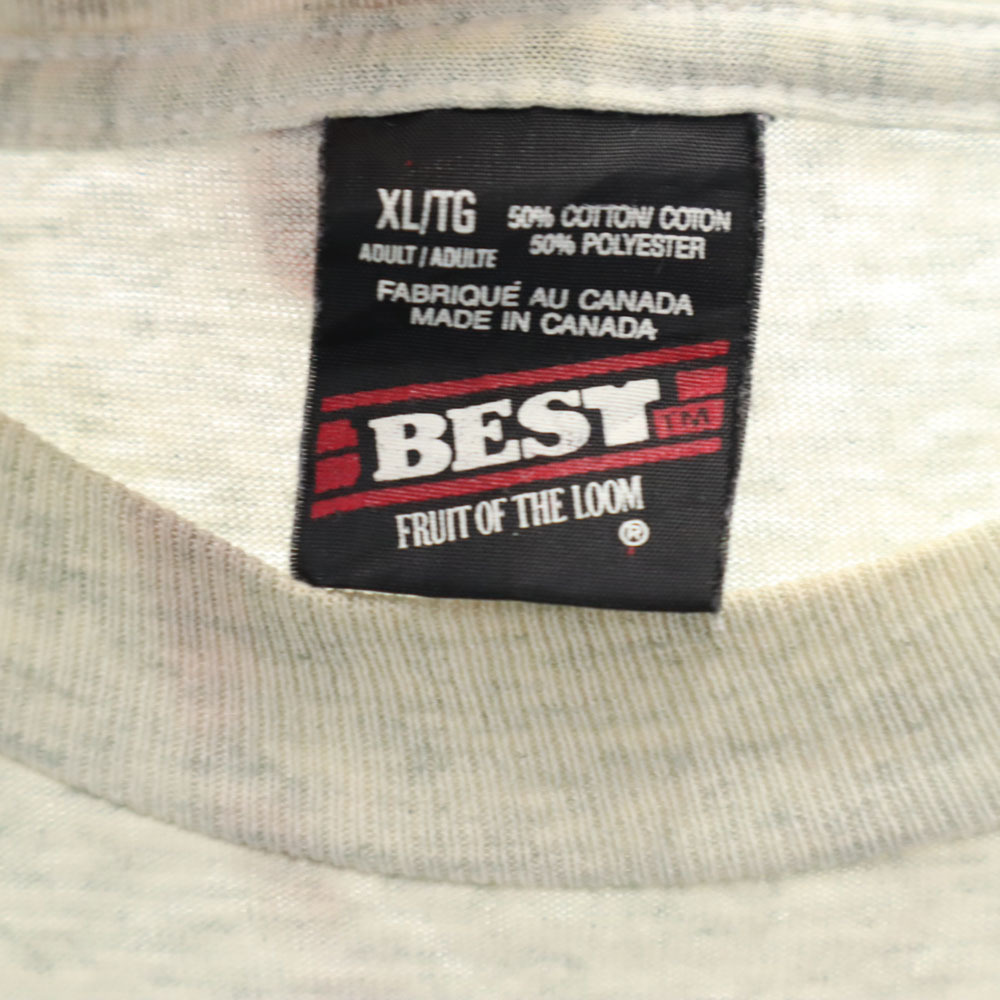 XL/TG
ADULT / ADULTE
50% COTTON/ COTON
50% POLYESTER
FABRIQUÉ AU CANADA
MADE IN CANADA
BEST TM
FRUIT OF THE LOOM ®